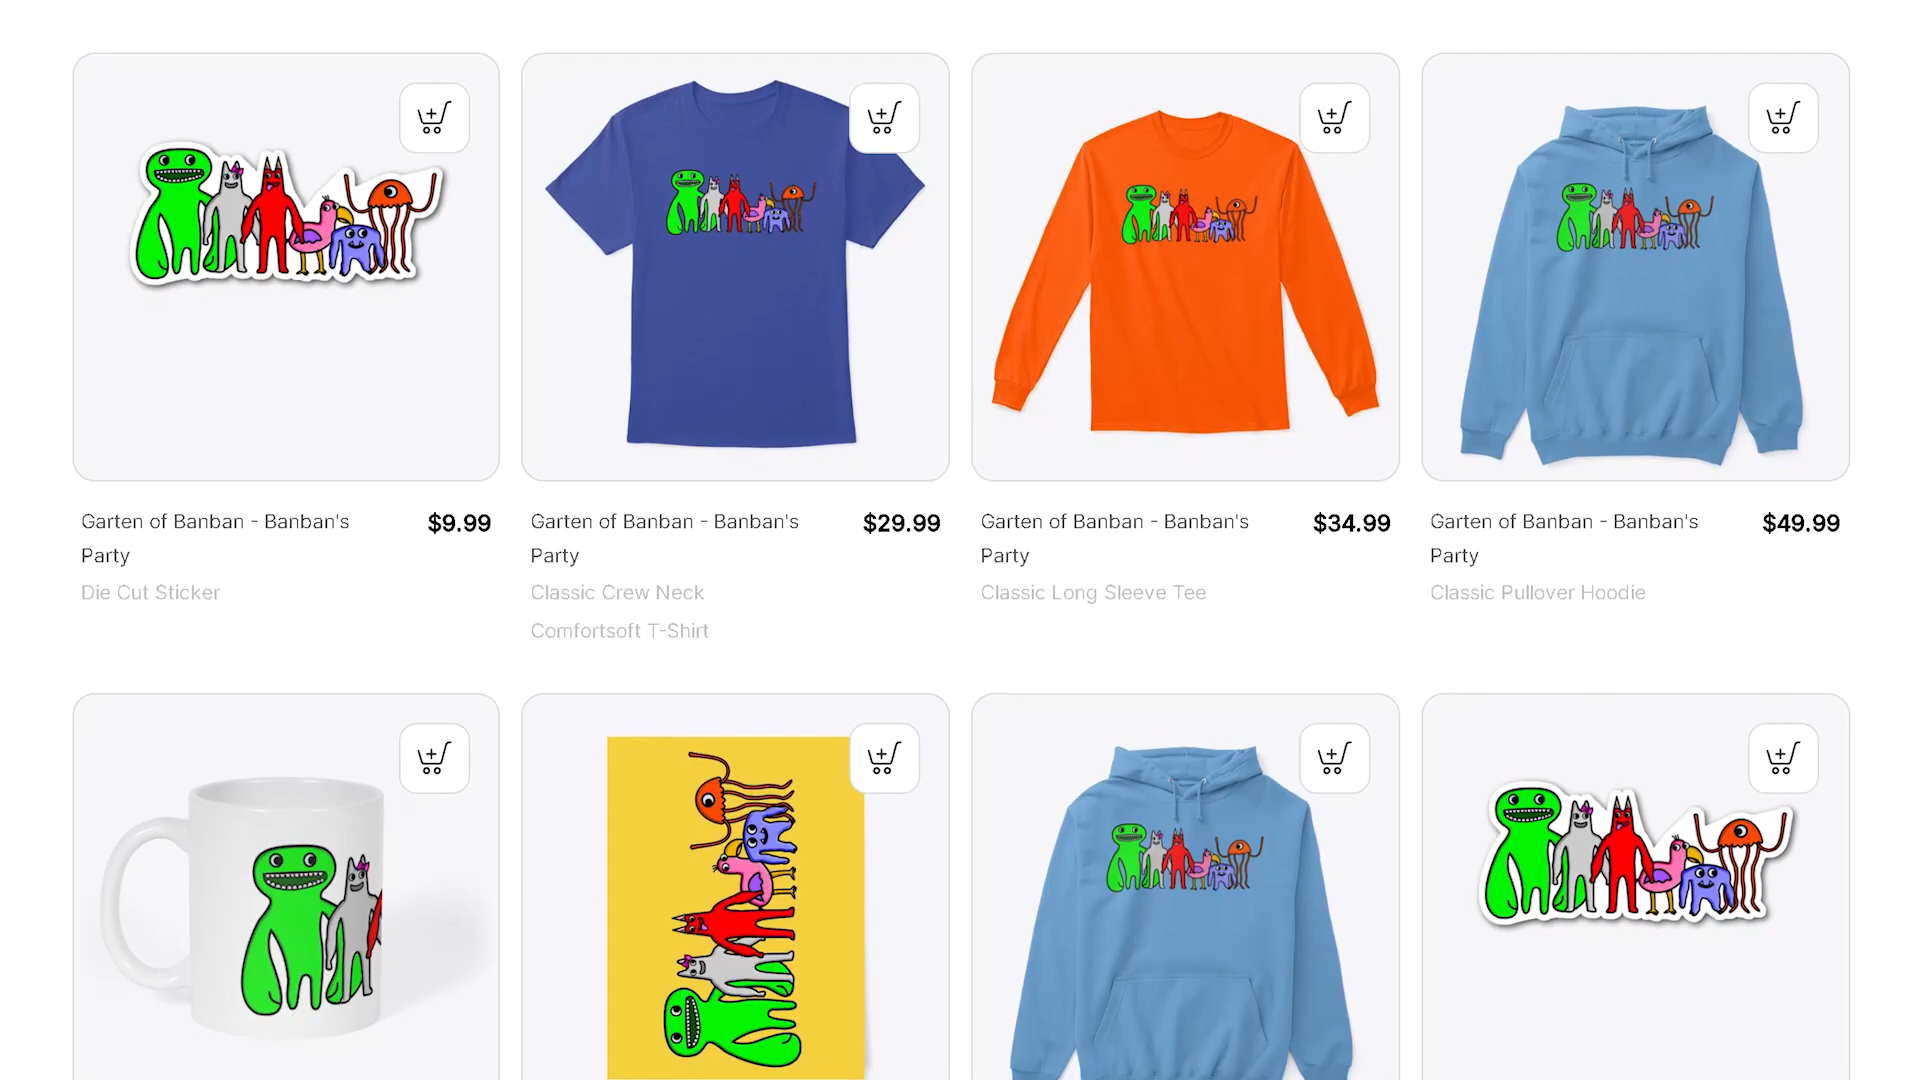 Garten of Banban - Banban's
Party
$9.99
Die Cut Sticker
Garten of Banban - Banban's
Party
$29.99
Classic Crew Neck
Comfortsoft T-Shirt
Garten of Banban - Banban's
Party
$34.99
Classic Long Sleeve Tee
Garten of Banban - Banban's
Party
$49.99
Classic Pullover Hoodie